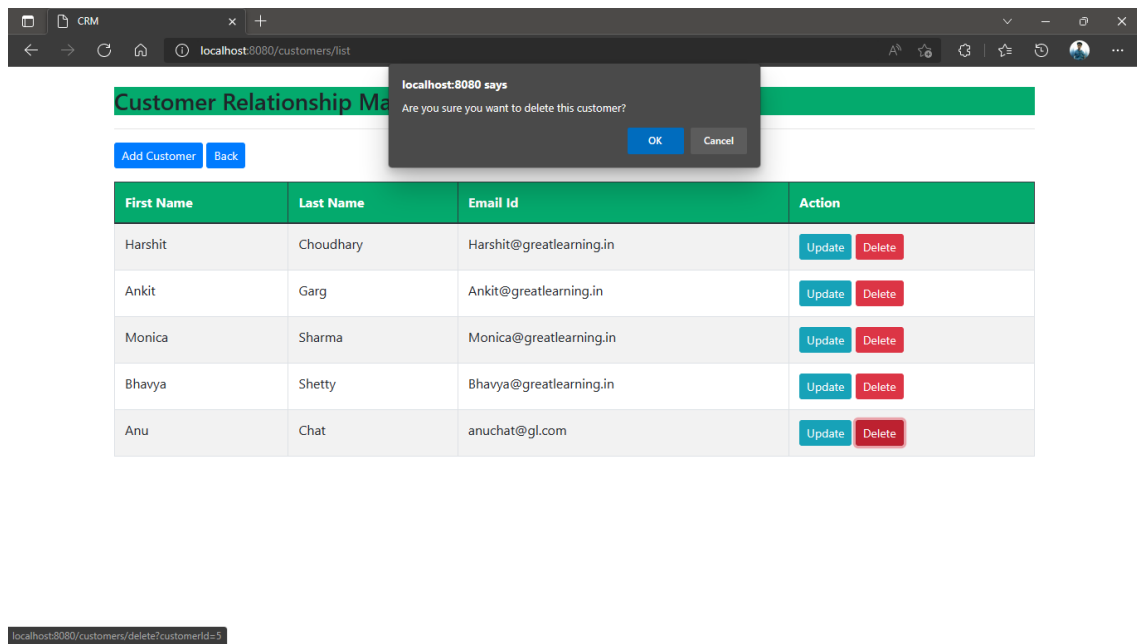 CRM
localhost:8080/customers/list
localhost:8080 says
Are you sure you want to delete this customer?
OK Cancel
Customer Relationship Ma
Add Customer Back
First Name Last Name Email Id Action
Harshit Choudhary Harshit@greatlearning.in Update Delete
Ankit Garg Ankit@greatlearning.in Update Delete
Monica Sharma Monica@greatlearning.in Update Delete
Bhavya Shetty Bhavya@greatlearning.in Update Delete
Anu Chat anuchat@gl.com Update Delete
localhost:8080/customers/delete?customerId=5